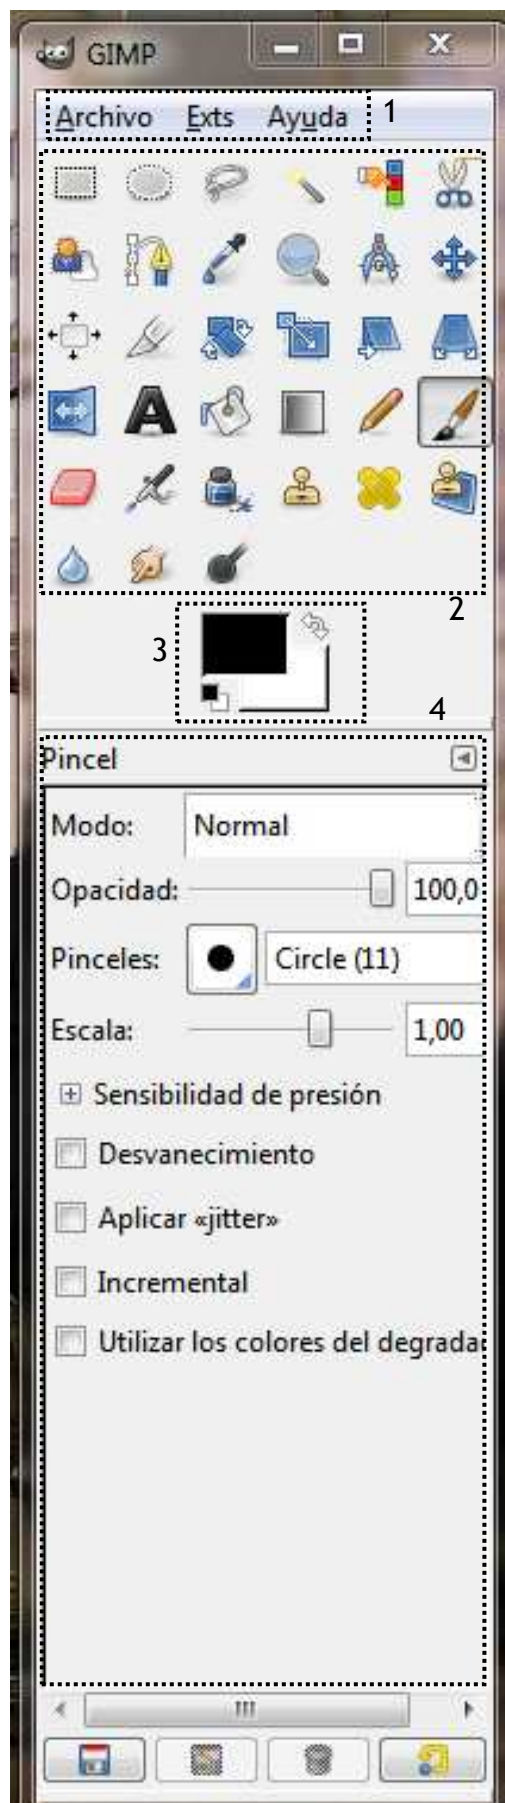 GIMP
Archivo Exts Ayuda 1
2
3
4
Pincel
Modo: Normal
Opacidad: 100,0
Pinceles: Circle (11)
Escala: 1,00
Sensibilidad de presión
Desvanecimiento
Aplicar «jitter»
Incremental
Utilizar los colores del degrada